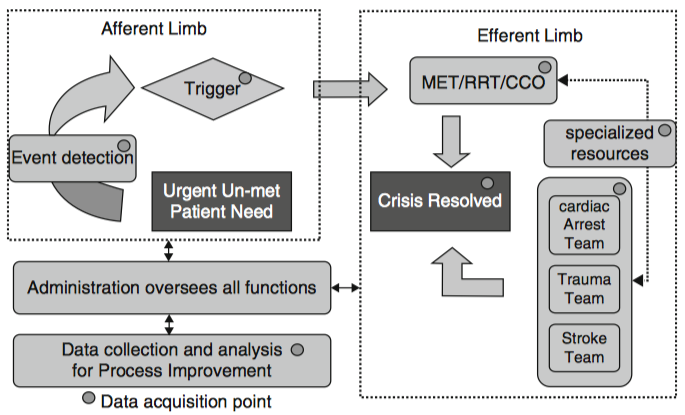 Afferent Limb
Efferent Limb
Trigger
MET/RRT/CCO
Event detection
specialized
resources
Urgent Un-met
Patient Need
Crisis Resolved
cardiac
Arrest
Team
Trauma
Team
Stroke
Team
Administration oversees all functions
Data collection and analysis
for Process Improvement
Data acquisition point